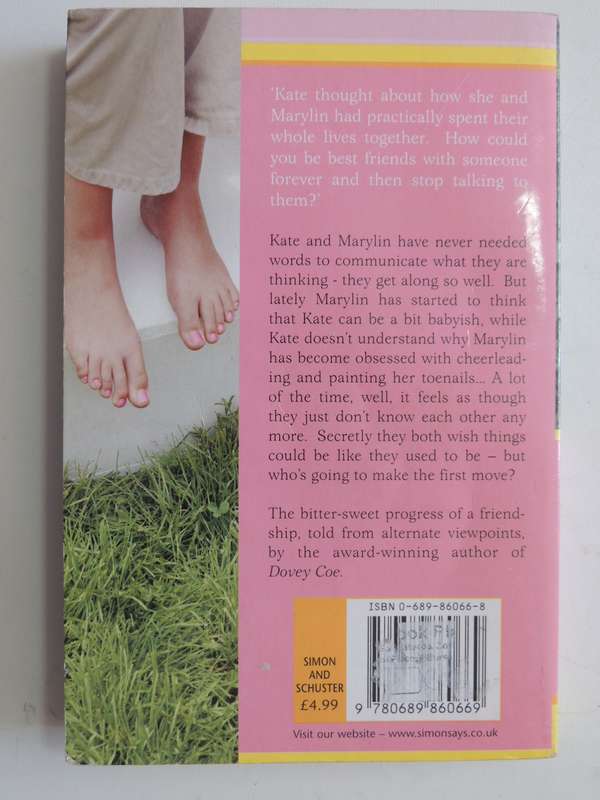 'Kate thought about how she and
Marylin had practically spent their
whole lives together. How could
you be best friends with someone
forever and then stop talking to
them?'
Kate and Marylin have never needed
words to communicate what they are
thinking - they get along so well. But
lately Marylin has started to think
that Kate can be a bit babyish, while
Kate doesn't understand why Marylin
has become obsessed with cheerlead-
ing and painting her toenails... A lot
of the time, well, it feels as though
they just don't know each other any
more. Secretly they both wish things
could be like they used to be – but
who's going to make the first move?
The bitter-sweet progress of a friend-
ship, told from alternate viewpoints,
by the award-winning author of
Dovey Coe.
ISBN 0-689-86066-8
SIMON
AND
SCHUSTER
£4.99
9 780689 860669
Visit our website – www.simonsays.co.uk